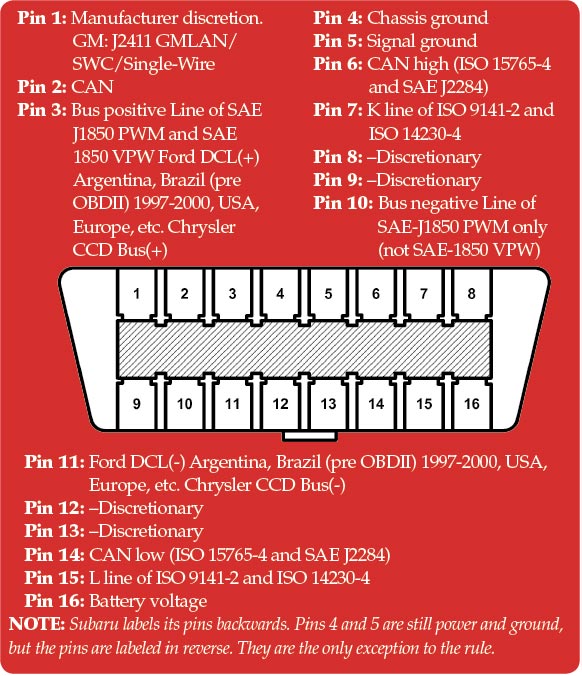 Pin 1: Manufacturer discretion.
GM: J2411 GMLAN/
SWC/Single-Wire
Pin 2: CAN
Pin 3: Bus positive Line of SAE
J1850 PWM and SAE
1850 VPW Ford DCL(+)
Argentina, Brazil (pre
OBDII) 1997-2000, USA,
Europe, etc. Chrysler
CCD Bus(+)
Pin 4: Chassis ground
Pin 5: Signal ground
Pin 6: CAN high (ISO 15765-4
and SAE J2284)
Pin 7: K line of ISO 9141-2 and
ISO 14230-4
Pin 8: –Discretionary
Pin 9: –Discretionary
Pin 10: Bus negative Line of
SAE-J1850 PWM only
(not SAE-1850 VPW)
1 2 3 4 5 6 7 8
9 10 11 12 13 14 15 16
Pin 11: Ford DCL(-) Argentina, Brazil (pre OBDII) 1997-2000, USA,
Europe, etc. Chrysler CCD Bus(-)
Pin 12: –Discretionary
Pin 13: –Discretionary
Pin 14: CAN low (ISO 15765-4 and SAE J2284)
Pin 15: L line of ISO 9141-2 and ISO 14230-4
Pin 16: Battery voltage
NOTE: Subaru labels its pins backwards. Pins 4 and 5 are still power and ground,
but the pins are labeled in reverse. They are the only exception to the rule.